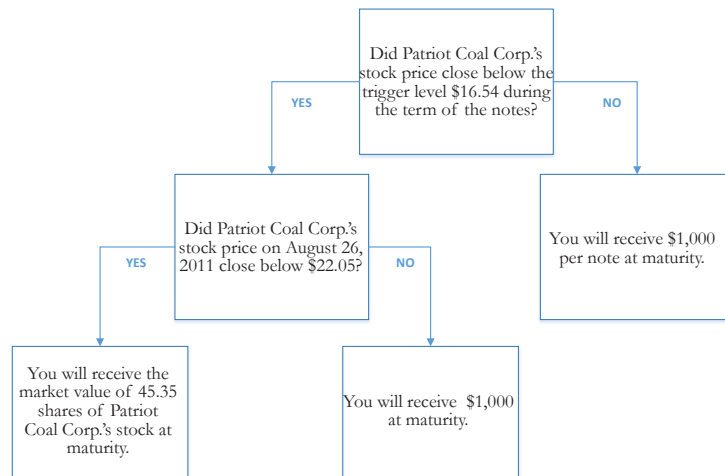 Did Patriot Coal Corp.'s
stock price close below the
trigger level $16.54 during
the term of the notes?
YES
NO
Did Patriot Coal Corp.'s
stock price on August 26,
2011 close below $22.05?
You will receive $1,000
per note at maturity.
YES
NO
You will receive the
market value of 45.35
shares of Patriot
Coal Corp.'s stock at
maturity.
You will receive $1,000
at maturity.